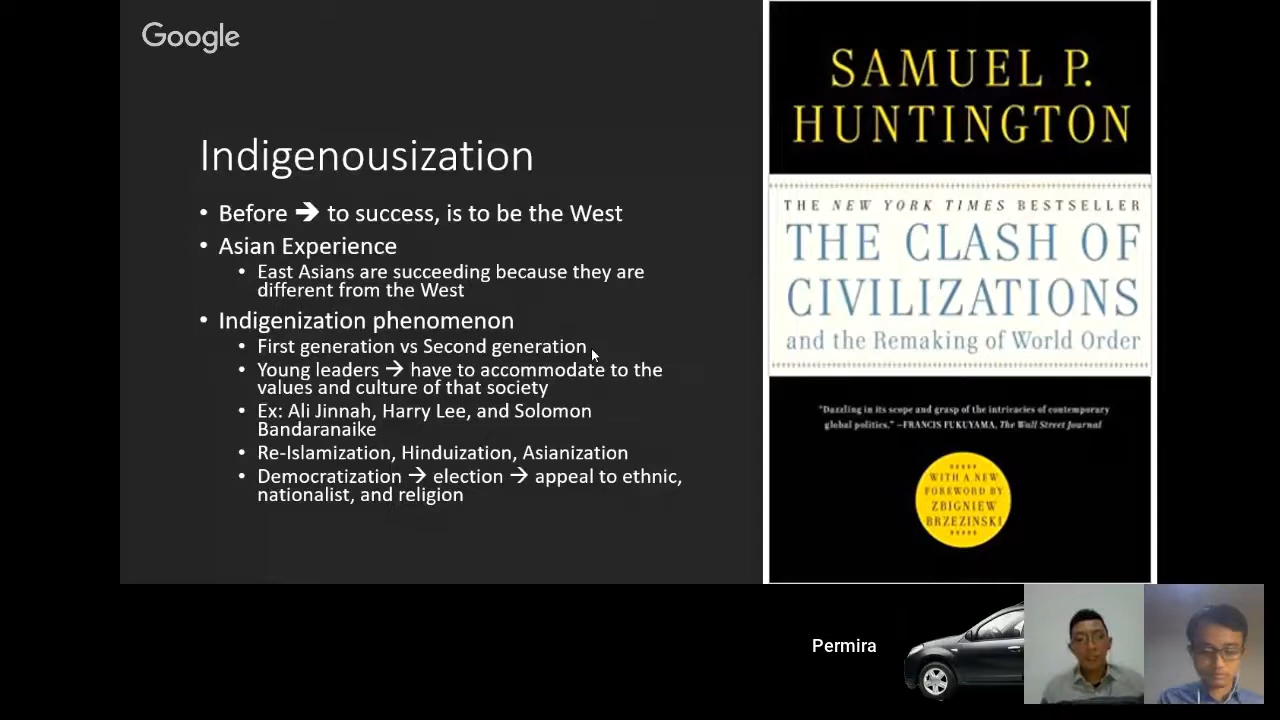 Google
Indigenousization
• Before → to success, is to be the West
• Asian Experience
• East Asians are succeeding because they are
different from the West
• Indigenization phenomenon
• First generation vs Second generation
• Young leaders → have to accommodate to the
values and culture of that society
• Ex: Ali Jinnah, Harry Lee, and Solomon
Bandaranaike
• Re-Islamization, Hinduization, Asianization
• Democratization → election → appeal to ethnic,
nationalist, and religion
SAMUEL P.
HUNTINGTON
THE NEW YORK TIMES BESTSELLER
THE CLASH OF
CIVILIZATIONS
and the Remaking of World Order
"Dazzling in its scope and grasp of the intricacies of contemporary
global politics." —FRANCIS FUKUYAMA, The Wall Street Journal
WITH A NEW
FOREWORD BY
ZBIGNIEW
BRZEZINSKI
Permira